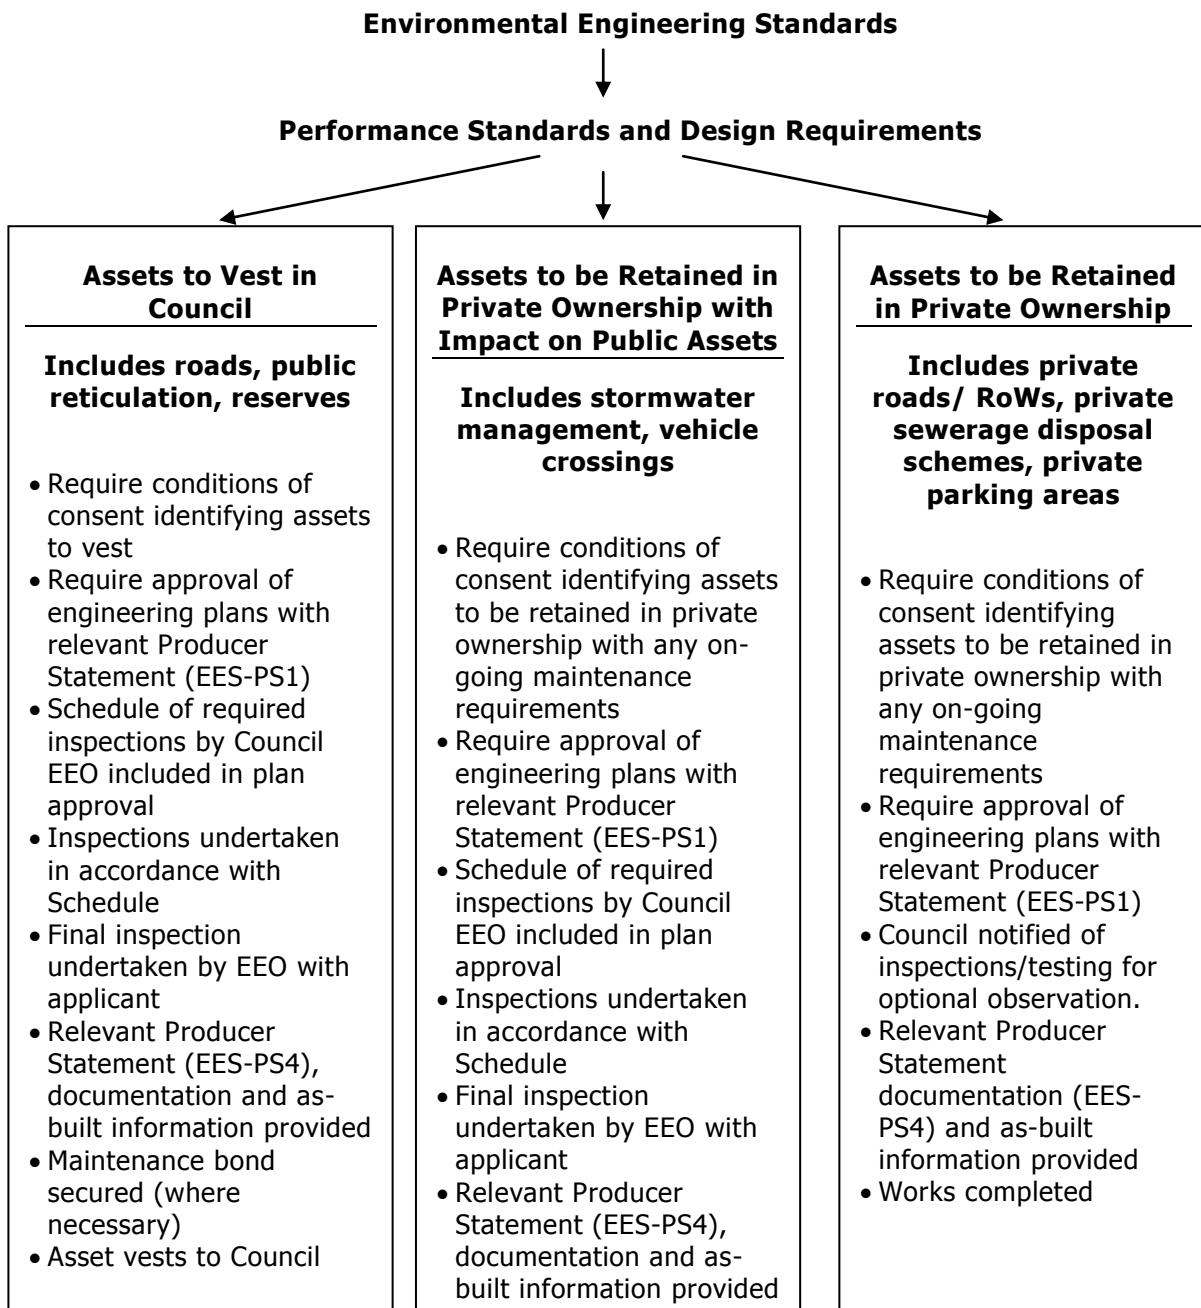 Environmental Engineering Standards
Performance Standards and Design Requirements
Assets to Vest in
Council
Includes roads, public
reticulation, reserves
• Require conditions of
consent identifying assets
to vest
• Require approval of
engineering plans with
relevant Producer
Statement (EES-PS1)
• Schedule of required
inspections by Council
EEO included in plan
approval
• Inspections undertaken
in accordance with
Schedule
• Final inspection
undertaken by EEO with
applicant
• Relevant Producer
Statement (EES-PS4),
documentation and as-
built information provided
• Maintenance bond
secured (where
necessary)
• Asset vests to Council
Assets to be Retained in
Private Ownership with
Impact on Public Assets
Includes stormwater
management, vehicle
crossings
• Require conditions of
consent identifying assets
to be retained in private
ownership with any on-
going maintenance
requirements
• Require approval of
engineering plans with
relevant Producer
Statement (EES-PS1)
• Schedule of required
inspections by Council
EEO included in plan
approval
• Inspections undertaken
in accordance with
Schedule
• Final inspection
undertaken by EEO with
applicant
• Relevant Producer
Statement (EES-PS4),
documentation and as-
built information provided
Assets to be Retained
in Private Ownership
Includes private
roads/ RoWs, private
sewerage disposal
schemes, private
parking areas
• Require conditions of
consent identifying
assets to be retained in
private ownership with
any on-going
maintenance
requirements
• Require approval of
engineering plans with
relevant Producer
Statement (EES-PS1)
• Council notified of
inspections/testing for
optional observation.
• Relevant Producer
Statement
documentation (EES-
PS4) and as-built
information provided
• Works completed